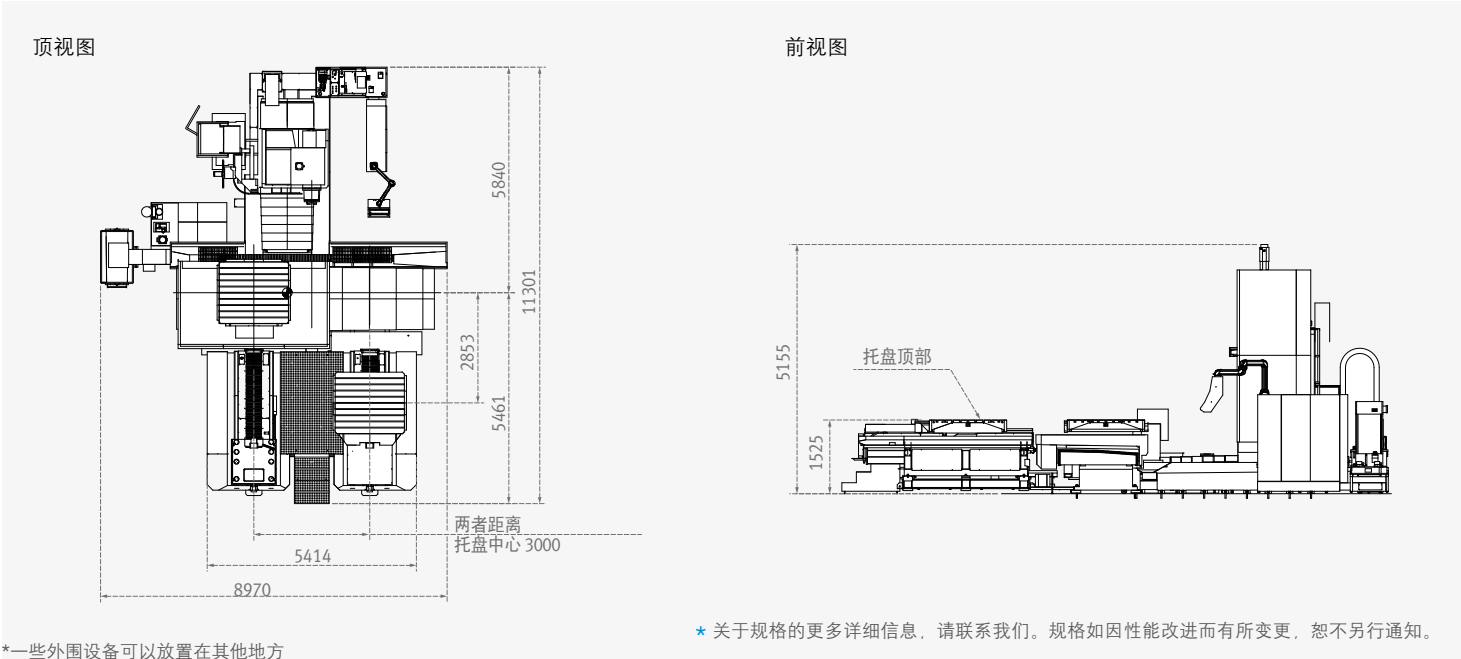 顶视图
前视图
5840
11301
2853
5461
两者距离
托盘中心 3000
5414
8970
5155
托盘顶部
1525
* 关于规格的更多详细信息，请联系我们。规格如因性能改进而有所变更，恕不另行通知。
*一些外围设备可以放置在其他地方